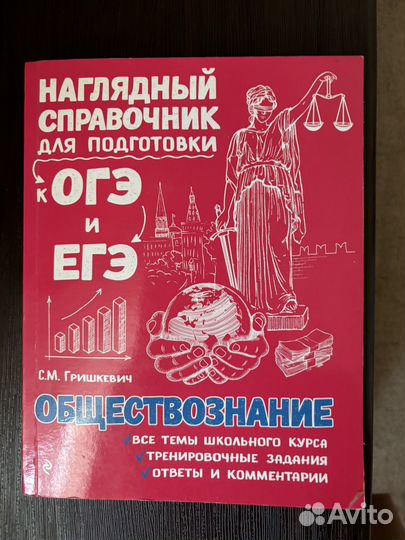 НАГЛЯДНЫЙ
СПРАВОЧНИК
ДЛЯ ПОДГОТОВКИ
К ОГЭ
И
ЕГЭ
С.М. ГРИШКЕВИЧ
ОБЩЕСТВОЗНАНИЕ
ВСЕ ТЕМЫ ШКОЛЬНОГО КУРСА
ТРЕНИРОВОЧНЫЕ ЗАДАНИЯ
ОТВЕТЫ И КОММЕНТАРИИ
Avito